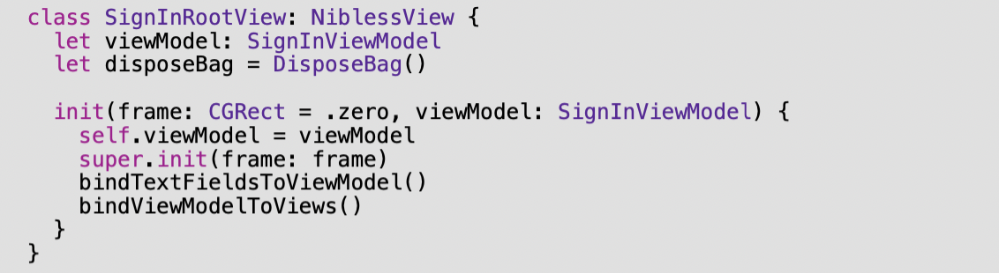 class SignInRootView: NiblessView {
  let viewModel: SignInViewModel
  let disposeBag = DisposeBag()

  init(frame: CGRect = .zero, viewModel: SignInViewModel) {
    self.viewModel = viewModel
    super.init(frame: frame)
    bindTextFieldsToViewModel()
    bindViewModelToViews()
  }
}